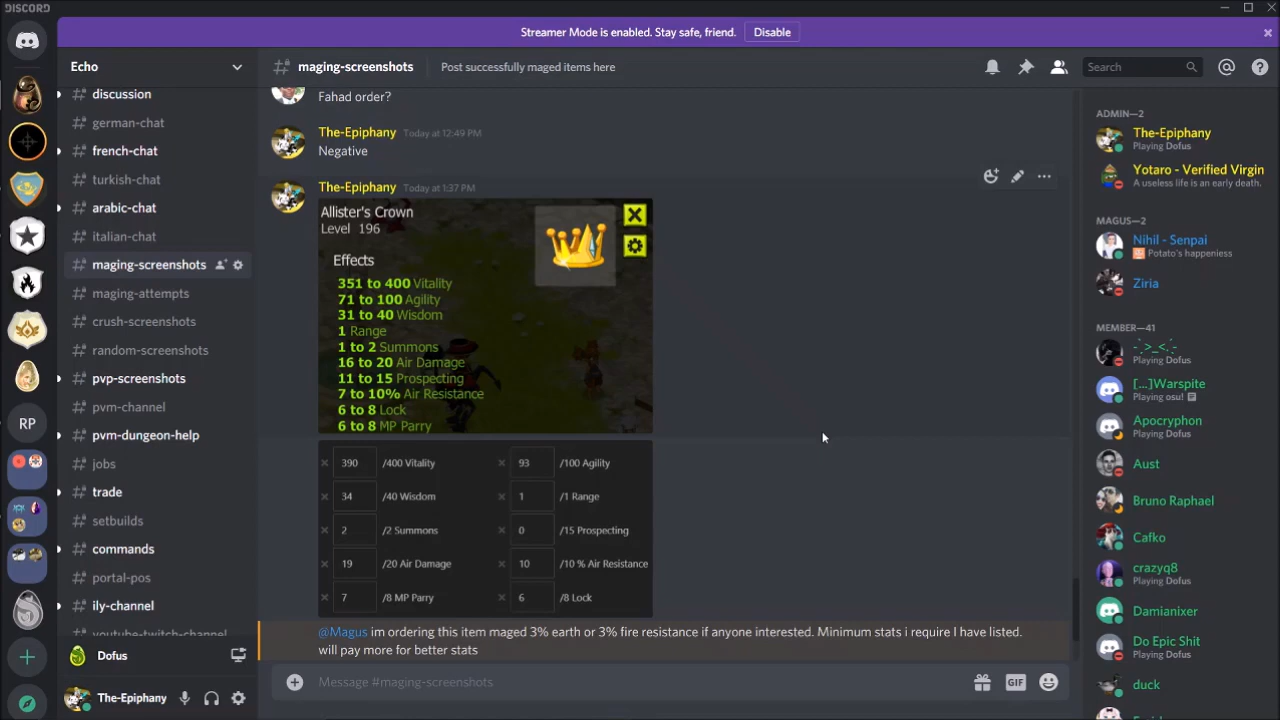 DISCORD
Streamer Mode is enabled. Stay safe, friend. Disable
Echo
# maging-screenshots Post successfully maged items here
Search
# discussion
# german-chat
# french-chat
# turkish-chat
# arabic-chat
# italian-chat
# maging-screenshots
# maging-attempts
# crush-screenshots
# random-screenshots
# pvp-screenshots
# pvm-channel
# pvm-dungeon-help
# jobs
# trade
# setbuilds
# commands
# portal-pos
# ily-channel
# youtube-twitch-channel
RP
Dofus
The-Epiphany
Fahad order?
The-Epiphany Today at 12:49 PM
Negative
The-Epiphany Today at 1:37 PM
Allister's Crown
Level 196
Effects
351 to 400 Vitality
71 to 100 Agility
31 to 40 Wisdom
1 Range
1 to 2 Summons
16 to 20 Air Damage
11 to 15 Prospecting
7 to 10% Air Resistance
6 to 8 Lock
6 to 8 MP Parry
× 390 /400 Vitality × 93 /100 Agility
× 34 /40 Wisdom × 1 /1 Range
× 2 /2 Summons × 0 /15 Prospecting
× 19 /20 Air Damage × 10 /10 % Air Resistance
× 7 /8 MP Parry × 6 /8 Lock
@Magus im ordering this item maged 3% earth or 3% fire resistance if anyone interested. Minimum stats i require I have listed.
will pay more for better stats
Message #maging-screenshots
GIF
ADMIN—2
The-Epiphany
Playing Dofus
Yotaro - Verified Virgin
A useless life is an early death.
MAGUS—2
Nihil - Senpai
Potato's happeniess
Ziria
MEMBER—41
-`.>_<.´-
Playing Dofus
[...]Warspite
Playing osu!
Apocryphon
Playing Dofus
Aust
Bruno Raphael
Cafko
crazyq8
Playing Dofus
Damianixer
Do Epic Shit
Playing Dofus
duck